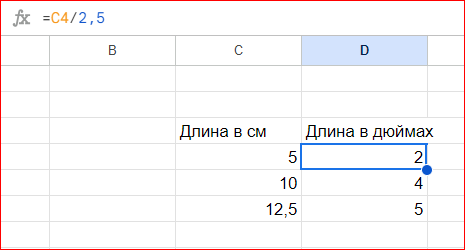 fx =C4/2,5
B C D
Длина в см Длина в дюймах
5 2
10 4
12,5 5